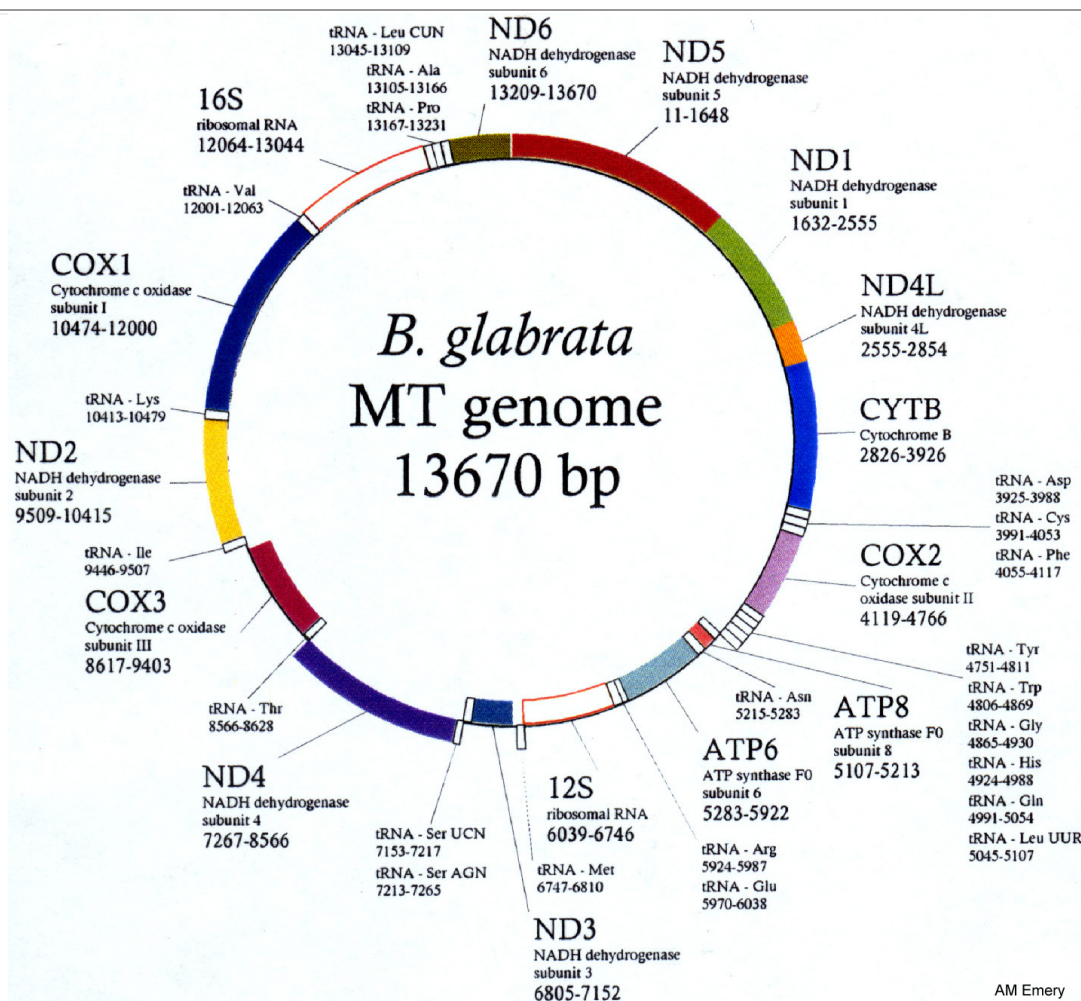 tRNA - Leu CUN
13045-13109
tRNA - Ala
13105-13166
tRNA - Pro
13167-13231
ND6
NADH dehydrogenase
subunit 6
13209-13670
ND5
NADH dehydrogenase
subunit 5
11-1648
16S
ribosomal RNA
12064-13044
ND1
NADH dehydrogenase
subunit 1
1632-2555
tRNA - Val
12001-12063
COX1
Cytochrome c oxidase
subunit I
10474-12000
ND4L
NADH dehydrogenase
subunit 4L
2555-2854
B. glabrata
MT genome
13670 bp
tRNA - Lys
10413-10479
CYTB
Cytochrome B
2826-3926
ND2
NADH dehydrogenase
subunit 2
9509-10415
tRNA - Asp
3925-3988
tRNA - Cys
3991-4053
tRNA - Phe
4055-4117
tRNA - Ile
9446-9507
COX2
Cytochrome c
oxidase subunit II
4119-4766
COX3
Cytochrome c oxidase
subunit III
8617-9403
tRNA - Tyr
4751-4811
tRNA - Trp
4806-4869
tRNA - Gly
4865-4930
tRNA - His
4924-4988
tRNA - Gln
4991-5054
tRNA - Leu UUR
5045-5107
tRNA - Thr
8566-8628
tRNA - Asn
5215-5283
ATP8
ATP synthase F0
subunit 8
5107-5213
ND4
NADH dehydrogenase
subunit 4
7267-8566
ATP6
ATP synthase F0
subunit 6
5283-5922
12S
ribosomal RNA
6039-6746
tRNA - Ser UCN
7153-7217
tRNA - Ser AGN
7213-7265
tRNA - Met
6747-6810
tRNA - Arg
5924-5987
tRNA - Glu
5970-6038
ND3
NADH dehydrogenase
subunit 3
6805-7152
AM Emery